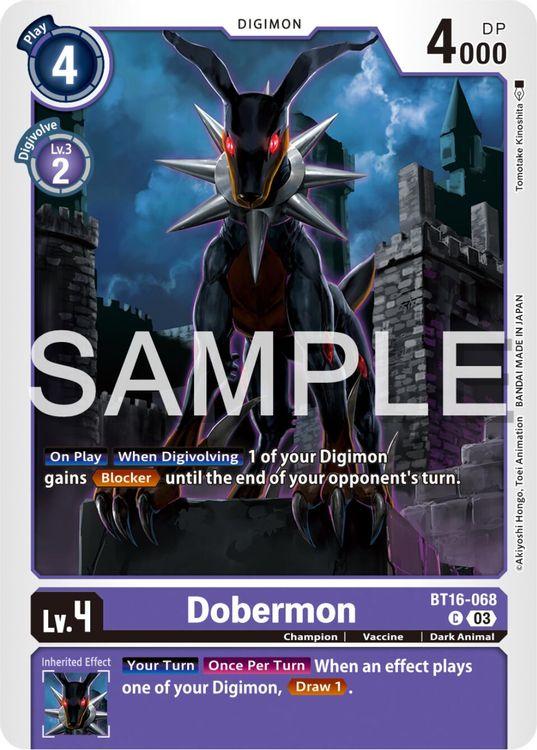 DIGIMON
Play
4
4000
DP
Digivolve
Lv.3
2
Tomotake Kinoshita
©Akiyoshi Hongo, Toei Animation BANDAI MADE IN JAPAN
SAMPLE
On Play When Digivolving 1 of your Digimon
gains Blocker until the end of your opponent's turn.
Lv.4
Dobermon
BT16-068
C 03
Champion | Vaccine | Dark Animal
Inherited Effect
Your Turn Once Per Turn When an effect plays
one of your Digimon, Draw 1.